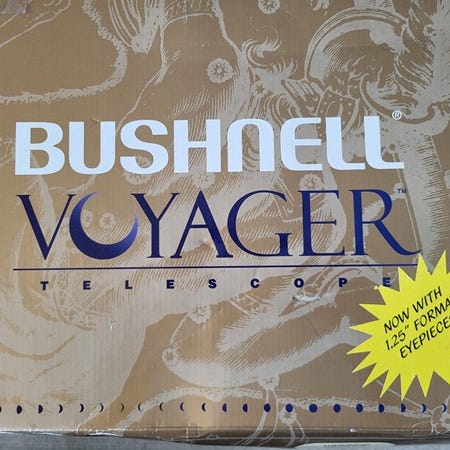 BUSHNELL®
VOYAGER™
TELESCOPE
NOW WITH
1.25" FORMAT
EYEPIECES